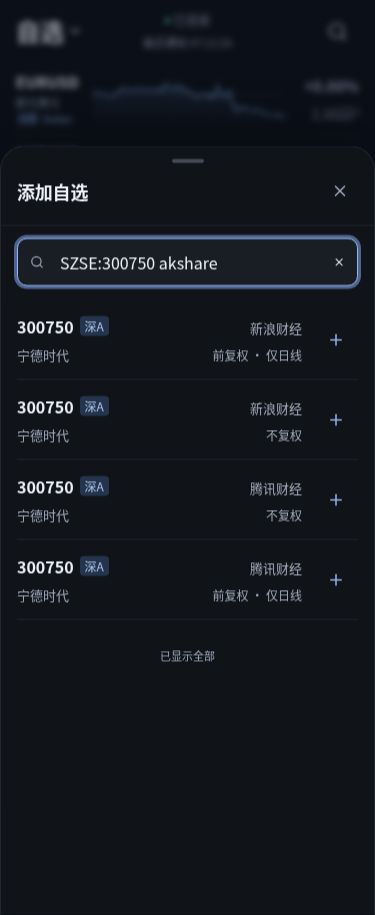 自选
EURUSD
添加自选
SZSE:300750 akshare
300750 深A 新浪财经
宁德时代 前复权 · 仅日线
300750 深A 新浪财经
宁德时代 不复权
300750 深A 腾讯财经
宁德时代 不复权
300750 深A 腾讯财经
宁德时代 前复权 · 仅日线
已显示全部